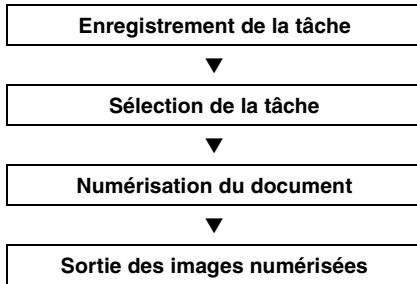 Enregistrement de la tâche
Sélection de la tâche
Numérisation du document
Sortie des images numérisées